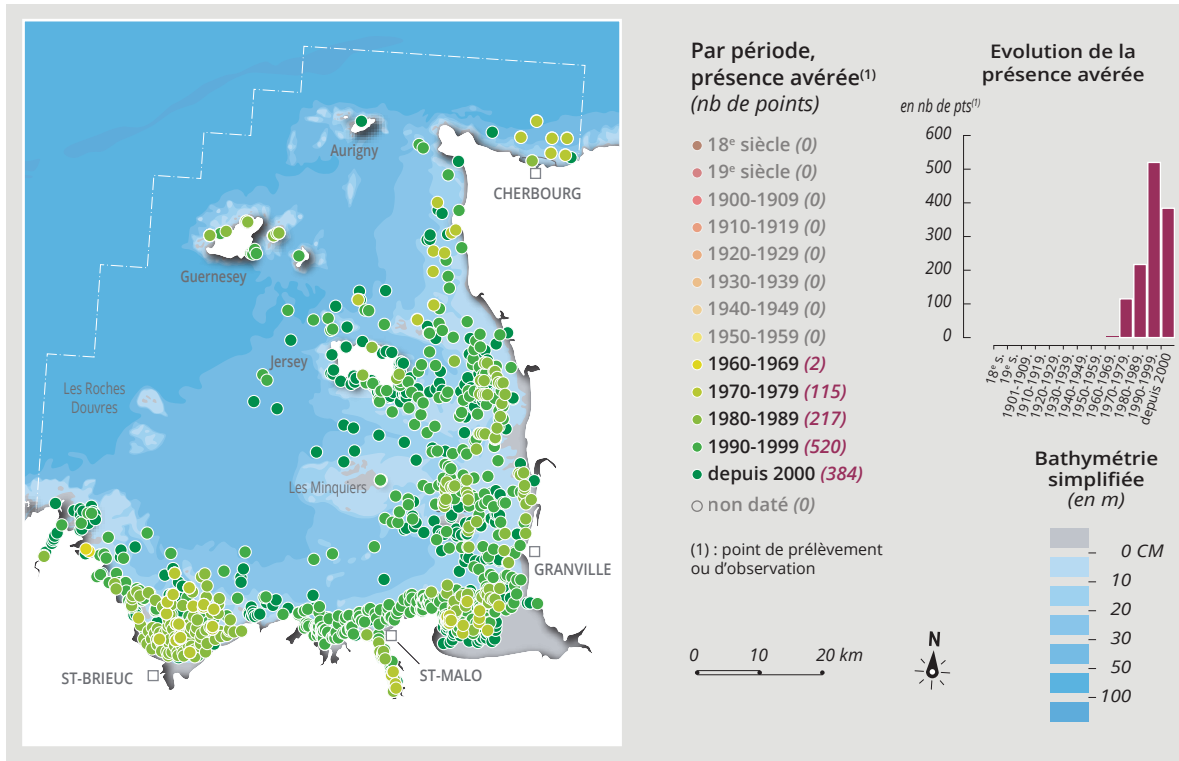 Aurigny
CHERBOURG
Guernesey
Jersey
Les Roches
Douvres
Les Minquiers
GRANVILLE
ST-BRIEUC
ST-MALO
Par période,
présence avérée(1)
(nb de points)
18e siècle (0)
19e siècle (0)
1900-1909 (0)
1910-1919 (0)
1920-1929 (0)
1930-1939 (0)
1940-1949 (0)
1950-1959 (0)
1960-1969 (2)
1970-1979 (115)
1980-1989 (217)
1990-1999 (520)
depuis 2000 (384)
non daté (0)
(1) : point de prélèvement
ou d'observation
0 10 20 km
N
Evolution de la
présence avérée
en nb de pts(1)
600
500
400
300
200
100
0
18e s.
19e s.
1901-1909.
1910-1919.
1920-1929.
1930-1939.
1940-1949.
1950-1959.
1960-1969.
1970-1979.
1980-1989.
1990-1999.
depuis 2000
Bathymétrie
simplifiée
(en m)
0 CM
10
20
30
50
100